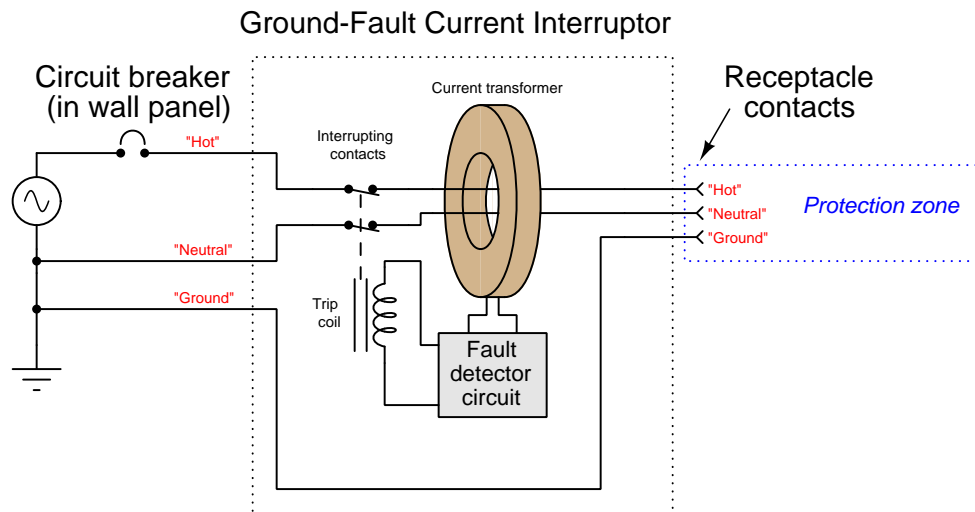 Ground-Fault Current Interruptor
Circuit breaker
(in wall panel)
Current transformer
Receptacle
contacts
"Hot"
Interrupting
contacts
"Hot"
"Neutral"
Protection zone
"Neutral"
"Ground"
"Ground"
Trip
coil
Fault
detector
circuit